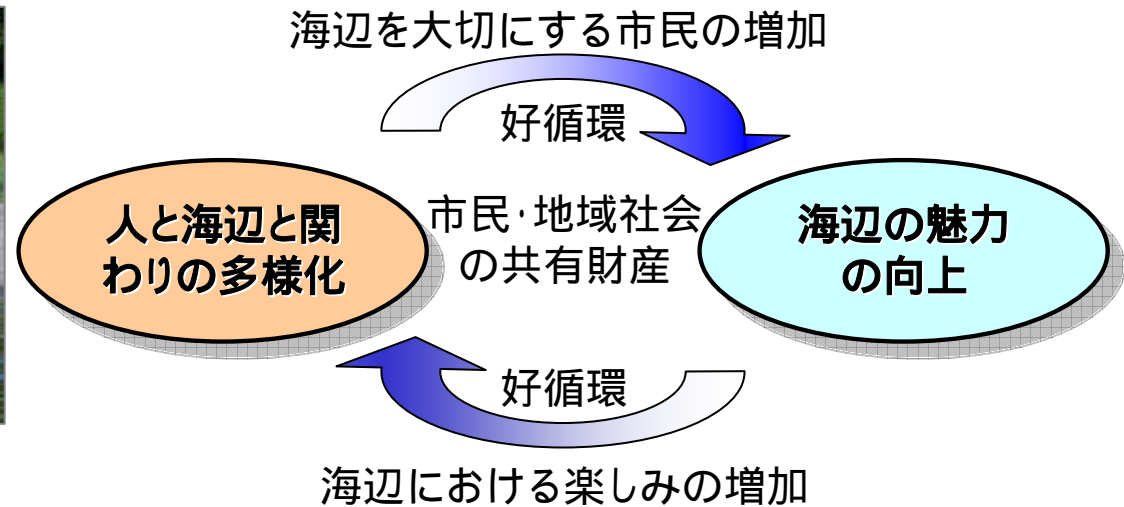 海辺を大切にする市民の増加
好循環
人と海辺と関
わりの多様化
市民･地域社会
の共有財産
海辺の魅力
の向上
好循環
海辺における楽しみの増加